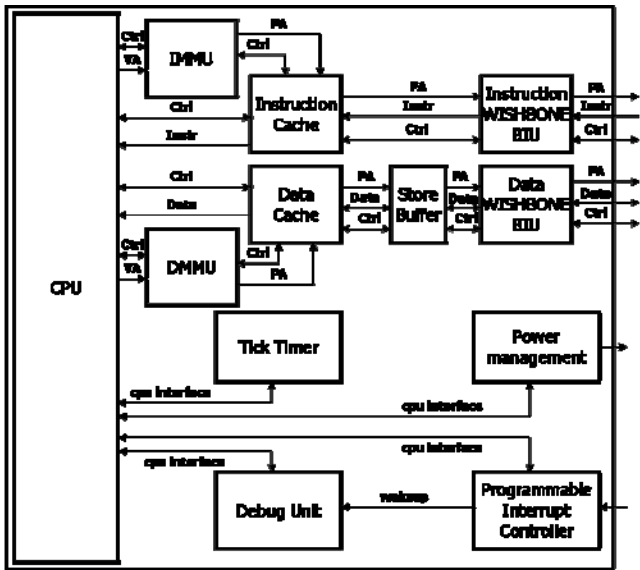 PA
Ctrl
IMMU
Ctrl
VA
PA
PA
Instruction
Cache
Instr
Instruction
WISHBONE
BIU
Instr
Ctrl
Ctrl
Ctrl
Instr
PA
PA
PA
Ctrl
Data
Cache
Data
Store
Buffer
Data
Data
WISHBONE
BIU
Data
Data
Ctrl
Ctrl
Ctrl
Ctrl
Ctrl
VA
DMMU
PA
CPU
Tick Timer
Power
management
cpu interface
cpu interface
cpu interface
cpu interface
Debug Unit
wakeup
Programmable
Interrupt
Controller